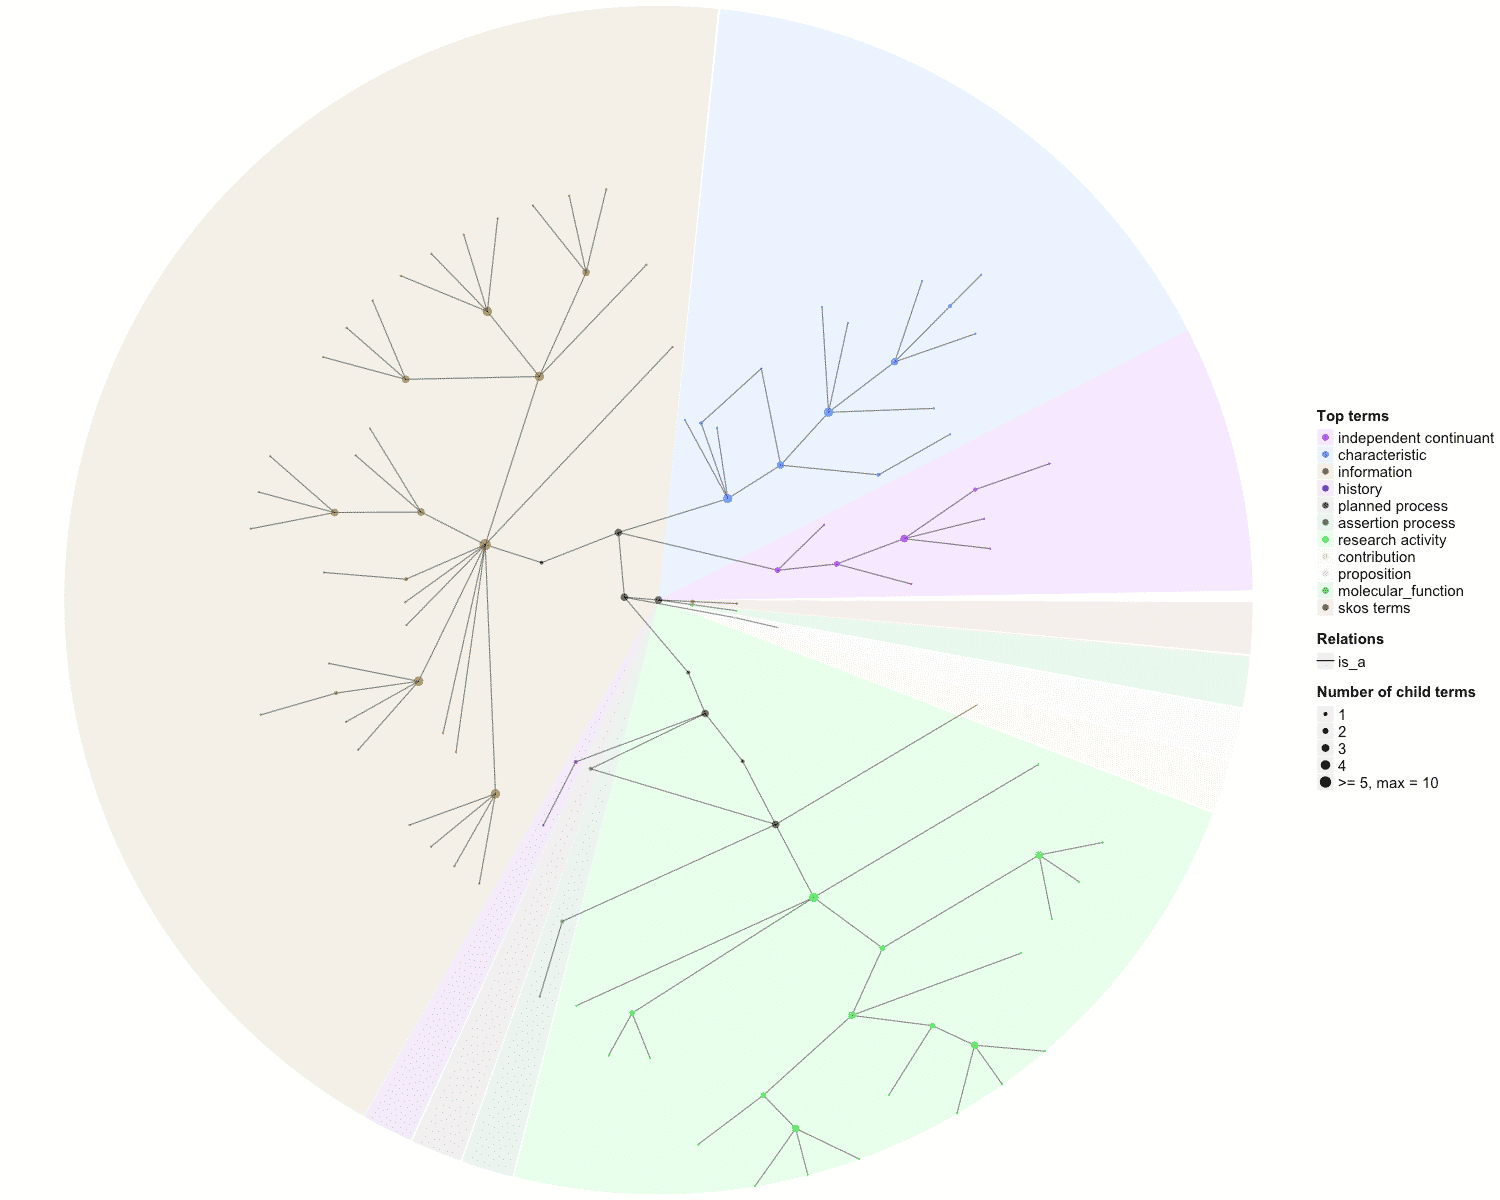 Top terms
independent continuant
characteristic
information
history
planned process
assertion process
research activity
contribution
proposition
molecular_function
skos terms
Relations
is_a
Number of child terms
1
2
3
4
>= 5, max = 10